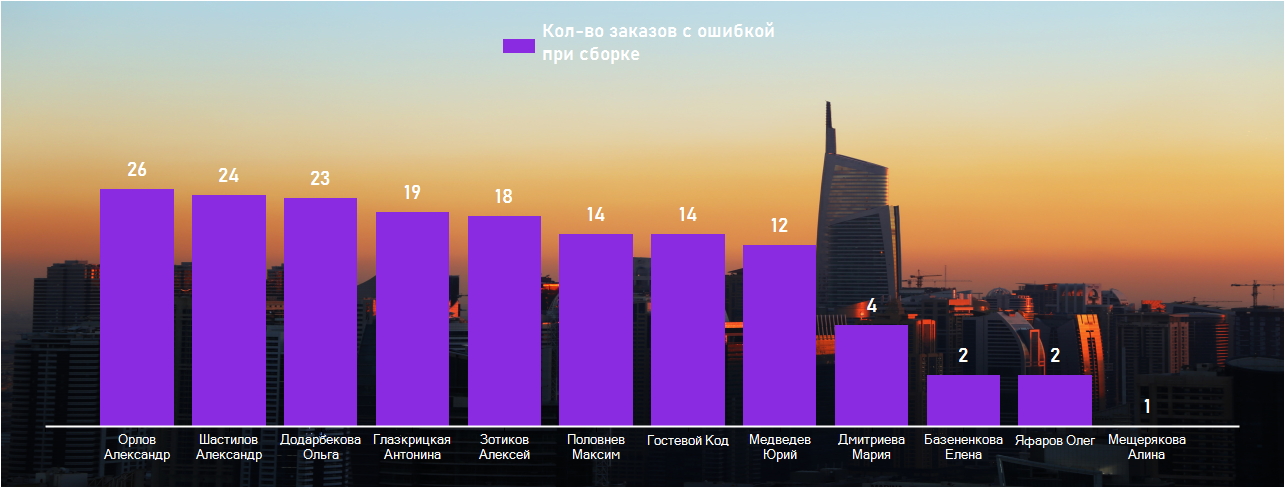 Кол-во заказов с ошибкой
при сборке
26
24
23
19
18
14
14
12
4
2
2
1
Орлов
Александр
Шастилов
Александр
Додарбекова
Ольга
Глазкрицкая
Антонина
Зотиков
Алексей
Половнев
Максим
Гостевой Код
Медведев
Юрий
Дмитриева
Мария
Базененкова
Елена
Яфаров Олег
Мещерякова
Алина